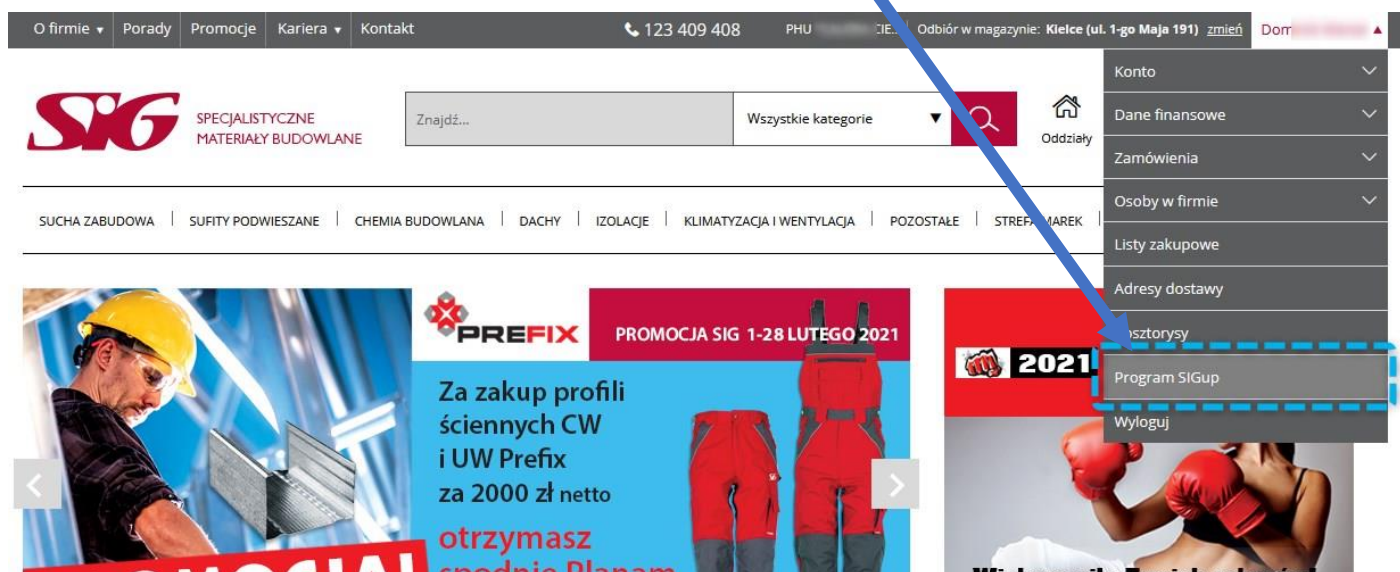 O firmie ▾ Porady Promocje Kariera ▾ Kontakt 123 409 408 PHU CIE... Odbiór w magazynie: Kielce (ul. 1-go Maja 191) zmień Dom
Konto
Dane finansowe
Zamówienia
Osoby w firmie
Listy zakupowe
Adresy dostawy
Program SIGup
Wyloguj
SIG SPECJALISTYCZNE
MATERIAŁY BUDOWLANE
Znajdź... Wszystkie kategorie ▼
Oddziały
SUCHA ZABUDOWA | SUFITY PODWIESZANE | CHEMIA BUDOWLANA | DACHY | IZOLACJE | KLIMATYZACJA I WENTYLACJA | POZOSTAŁE | STREFA MAREK |
PREFIX PROMOCJA SIG 1-28 LUTEGO 2021
Za zakup profili
ściennych CW
i UW Prefix
za 2000 zł netto
otrzymasz
spodnie Planam
2021